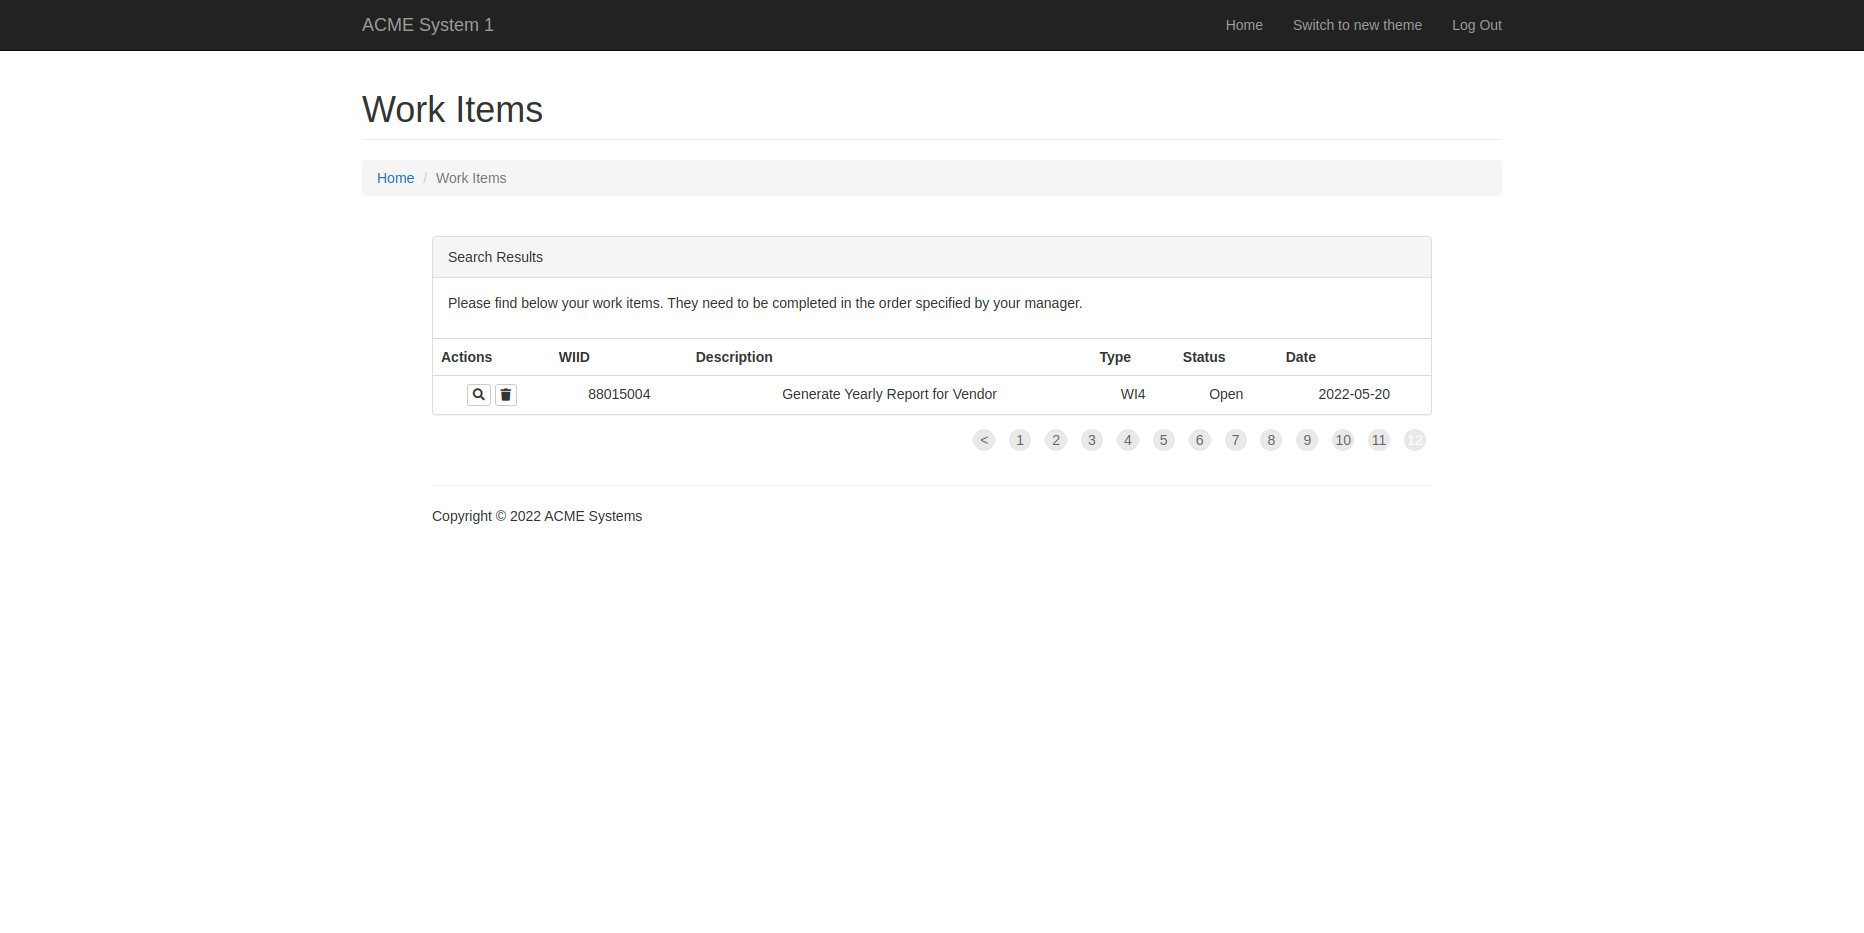 ACME System 1 Home Switch to new theme Log Out
Work Items
Home / Work Items
Search Results
Please find below your work items. They need to be completed in the order specified by your manager.
Actions WIID Description Type Status Date
88015004 Generate Yearly Report for Vendor WI4 Open 2022-05-20
< 1 2 3 4 5 6 7 8 9 10 11 12
Copyright © 2022 ACME Systems